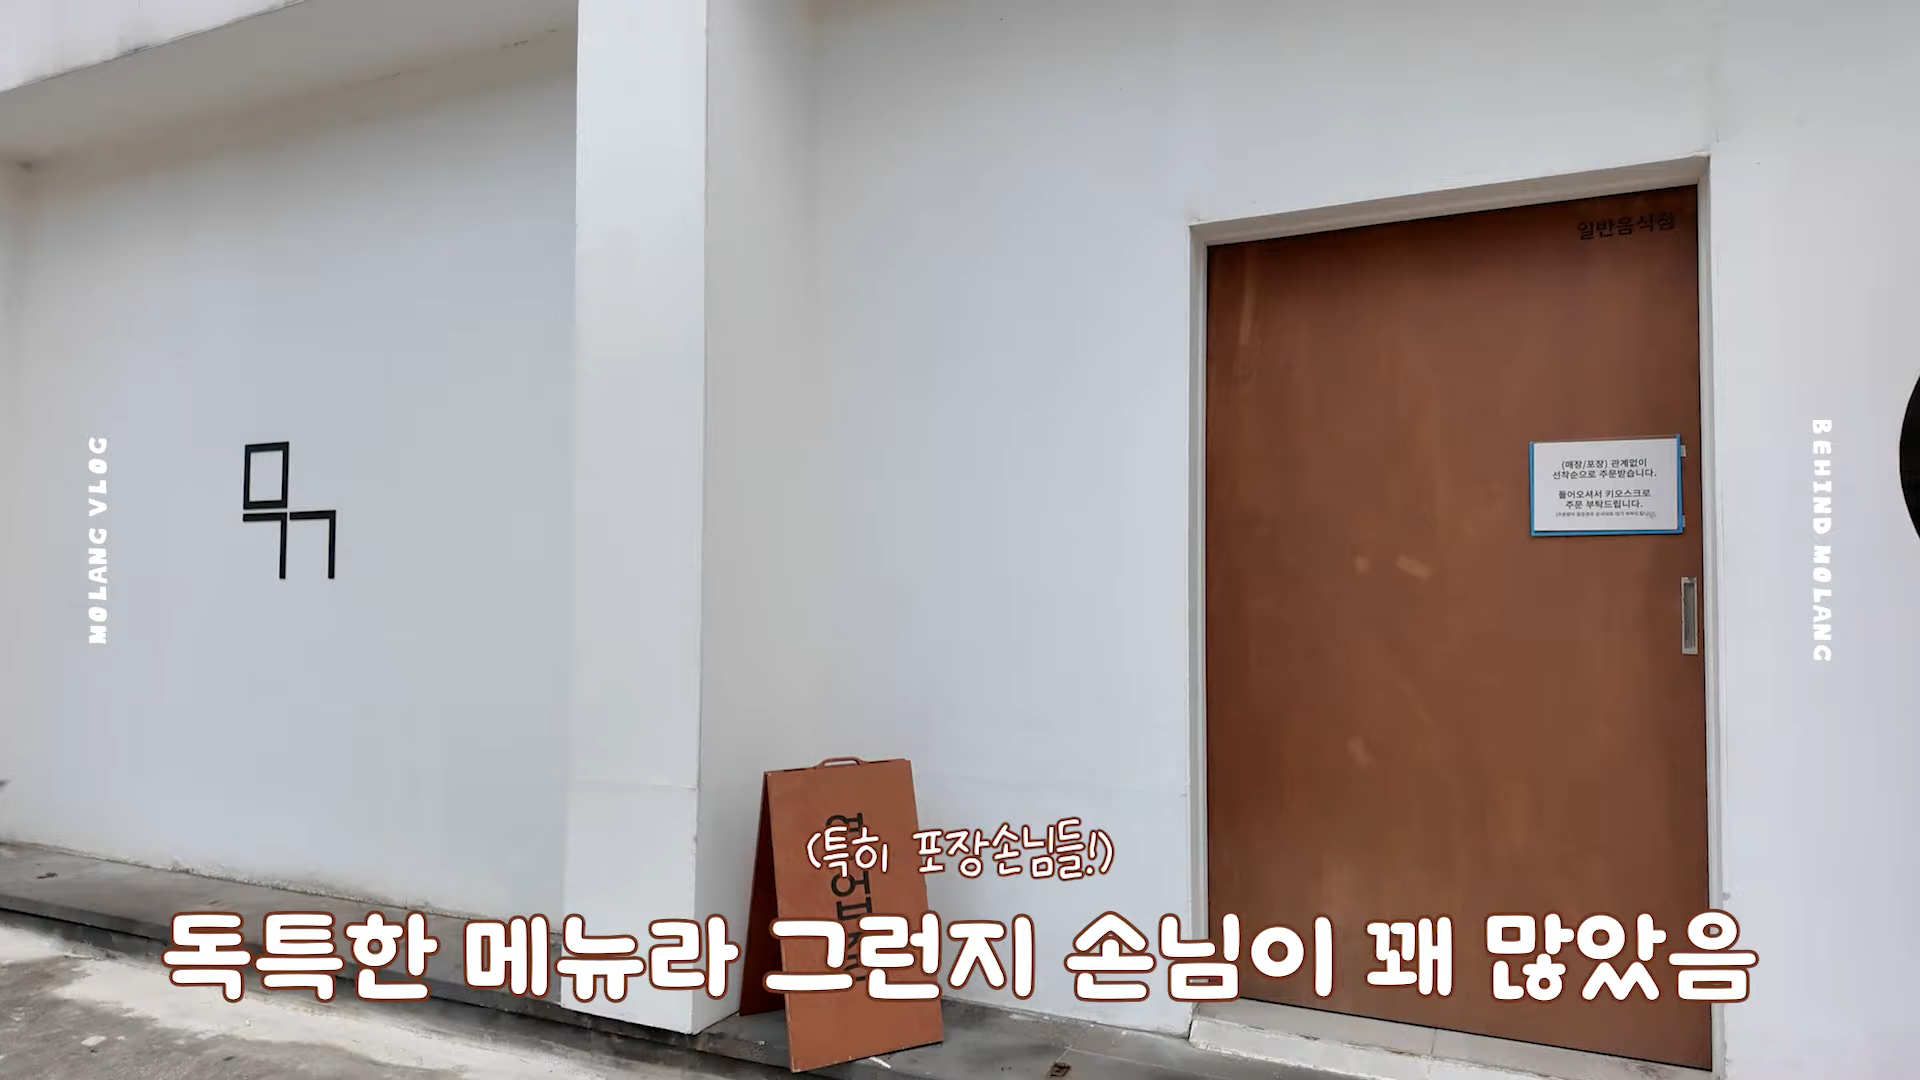 MOLANG VLOG
묵
일반음식점
(매장/포장) 관계없이
선착순으로 주문받습니다.
들어오셔서 키오스크로
주문 부탁드립니다.
BEHIND MOLANG
(특히 포장손님들!)
독특한 메뉴라 그런지 손님이 꽤 많았음